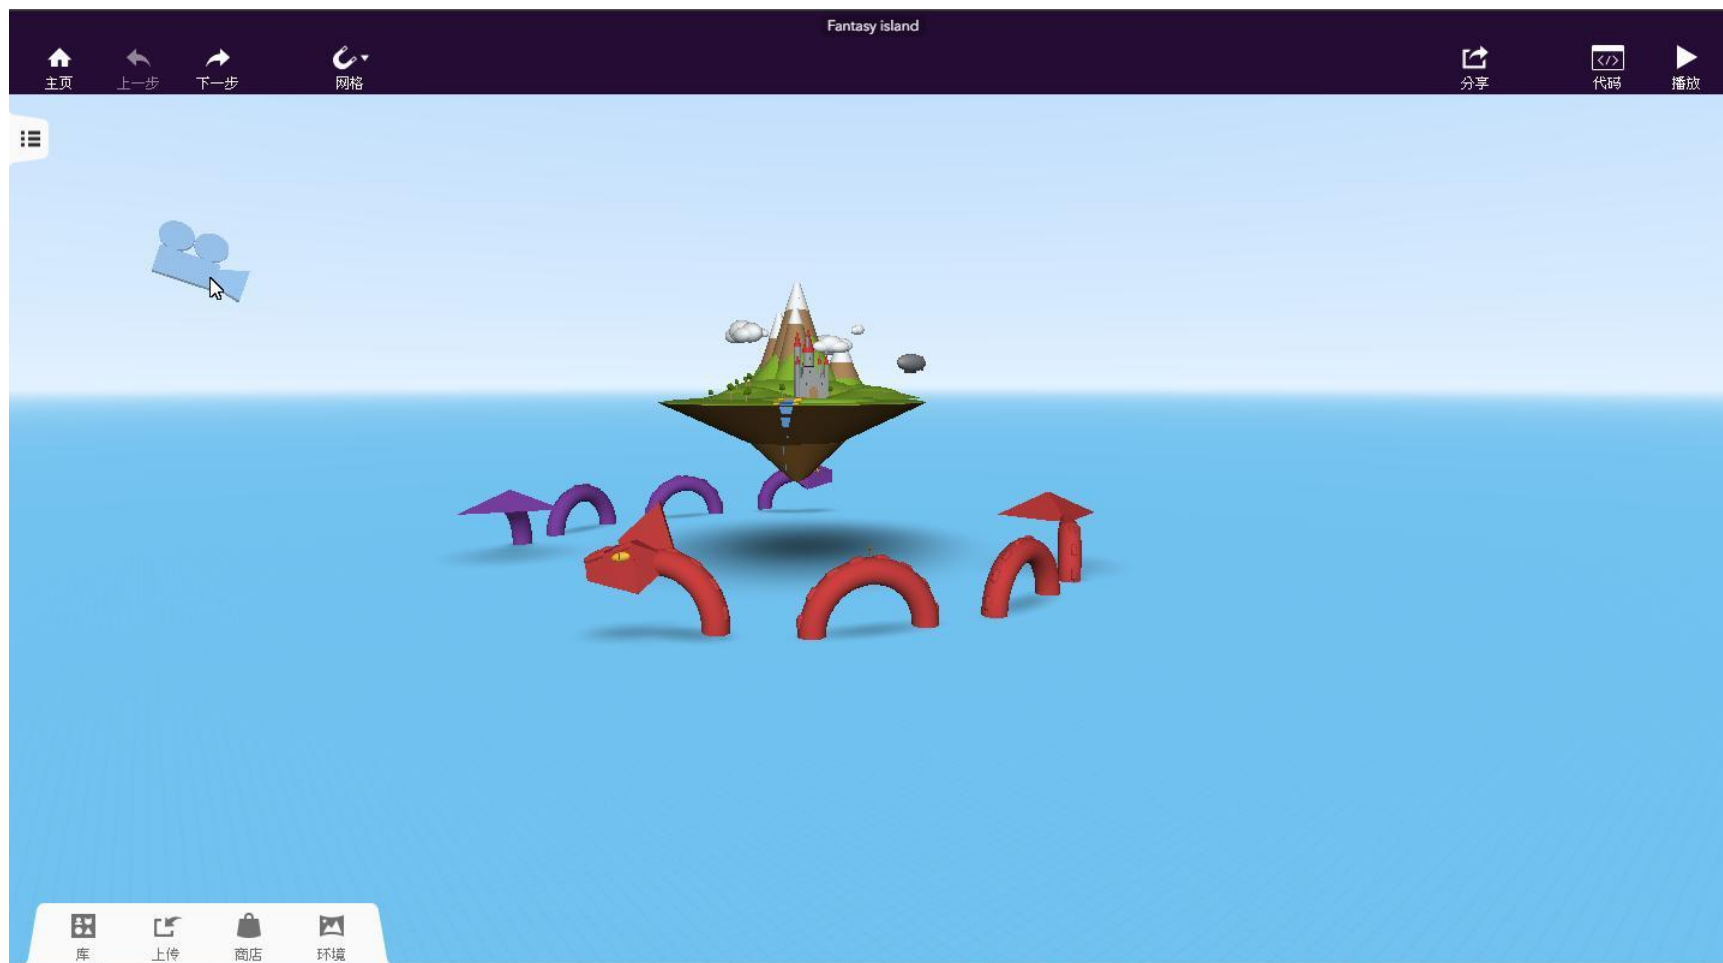 Fantasy island
主页
上一步
下一步
网格
分享
代码
播放
库
上传
商店
环境